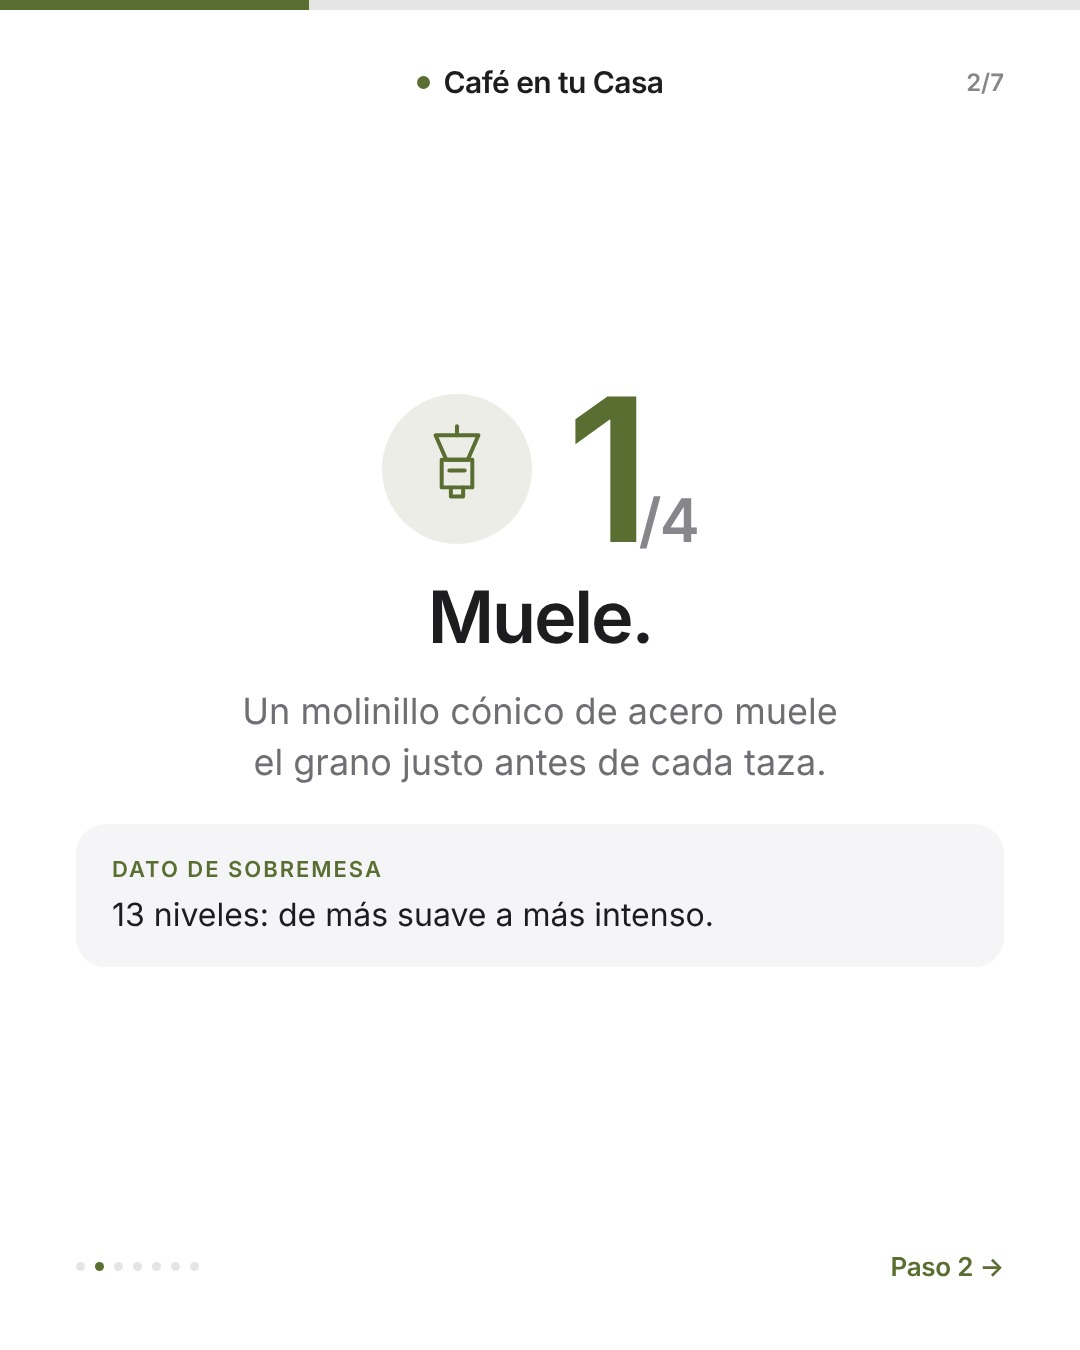 Café en tu Casa
2/7
1/4
Muele.
Un molinillo cónico de acero muele
el grano justo antes de cada taza.
DATO DE SOBREMESA
13 niveles: de más suave a más intenso.
Paso 2 →